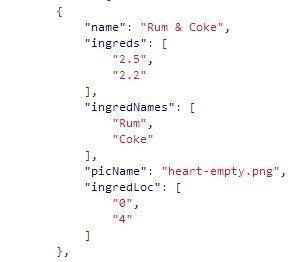 {
"name": "Rum & Coke",
"ingreds": [
"2.5",
"2.2"
],
"ingredNames": [
"Rum",
"Coke"
],
"picName": "heart-empty.png",
"ingredLoc": [
"0",
"4"
]
},